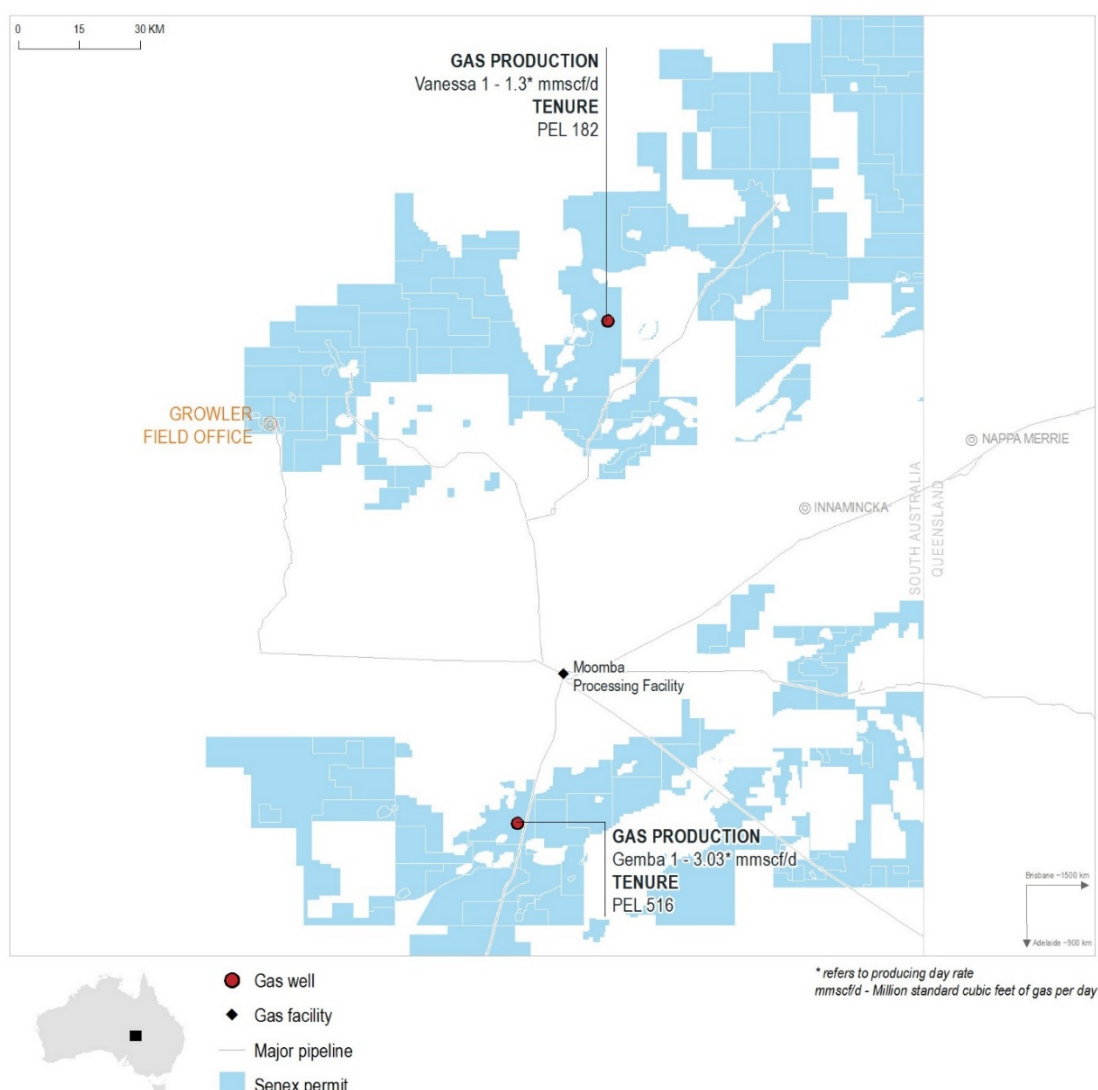 0 15 30 KM
GAS PRODUCTION
Vanessa 1 - 1.3* mmscf/d
TENURE
PEL 182
GROWLER
FIELD OFFICE
NAPPA MERRIE
INNAMINCKA
SOUTH AUSTRALIA
QUEENSLAND
Moomba
Processing Facility
GAS PRODUCTION
Gemba 1 - 3.03* mmscf/d
TENURE
PEL 516
Brisbane ~1500 km
Adelaide ~900 km
* refers to producing day rate
mmscf/d - Million standard cubic feet of gas per day
Gas well
Gas facility
Major pipeline
Senex permit